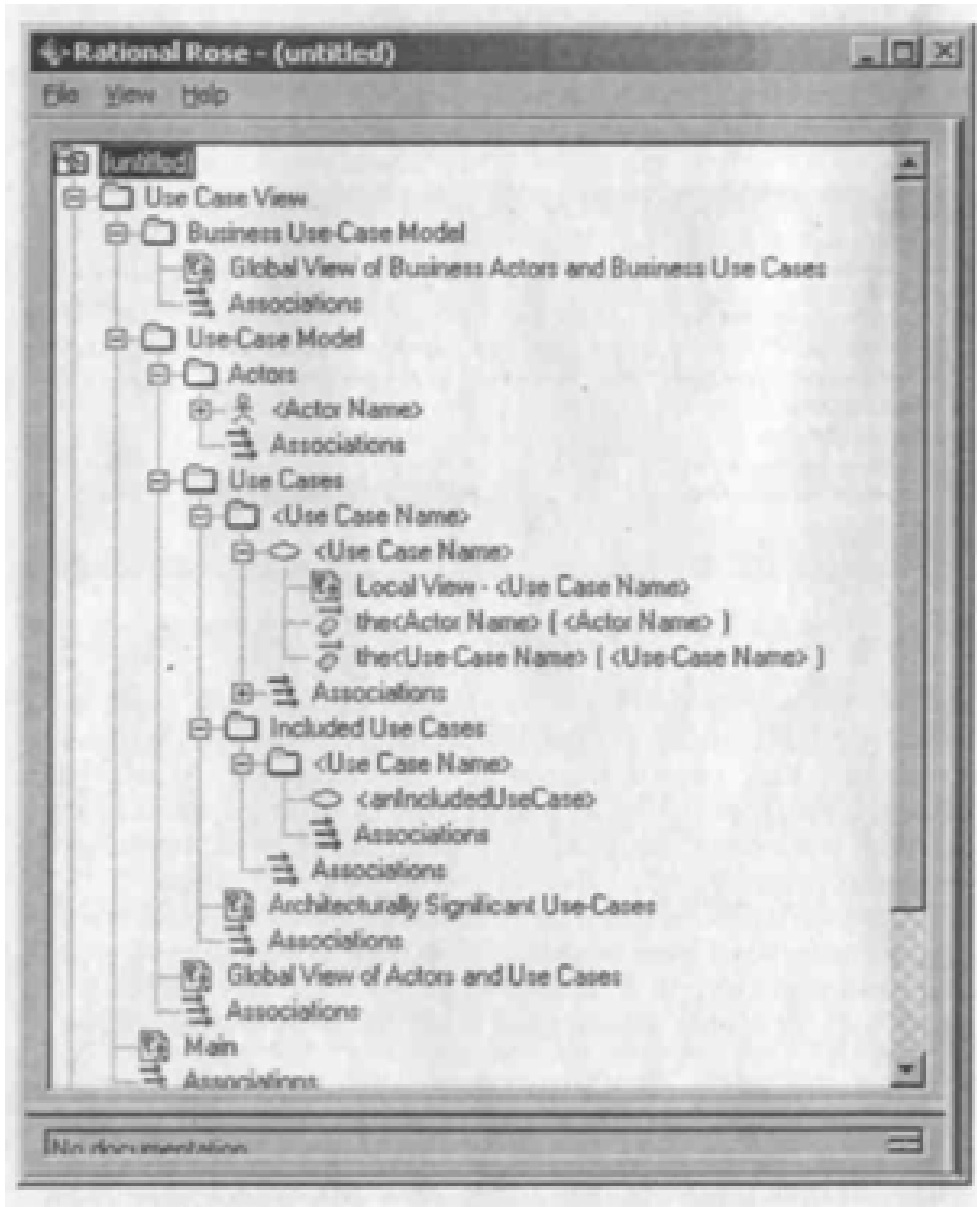 Rational Rose - (untitled)
File View Help
(untitled)
Use Case View
Business Use-Case Model
Global View of Business Actors and Business Use Cases
Associations
Use-Case Model
Actors
<Actor Name>
Associations
Use Cases
<Use Case Name>
<Use Case Name>
Local View - <Use Case Name>
the<Actor Name> [ <Actor Name> ]
the<Use-Case Name> [ <Use-Case Name> ]
Associations
Included Use Cases
<Use Case Name>
<anIncludedUseCase>
Associations
Associations
Architecturally Significant Use-Cases
Associations
Global View of Actors and Use Cases
Associations
Main
Associations
No documentation